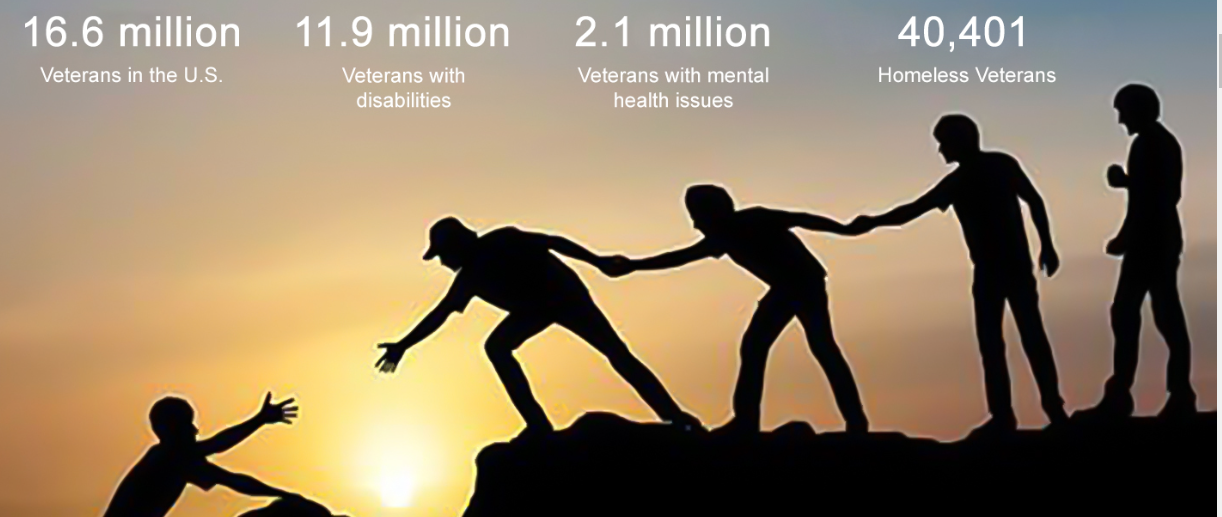 16.6 million
Veterans in the U.S.
11.9 million
Veterans with
disabilities
2.1 million
Veterans with mental
health issues
40,401
Homeless Veterans